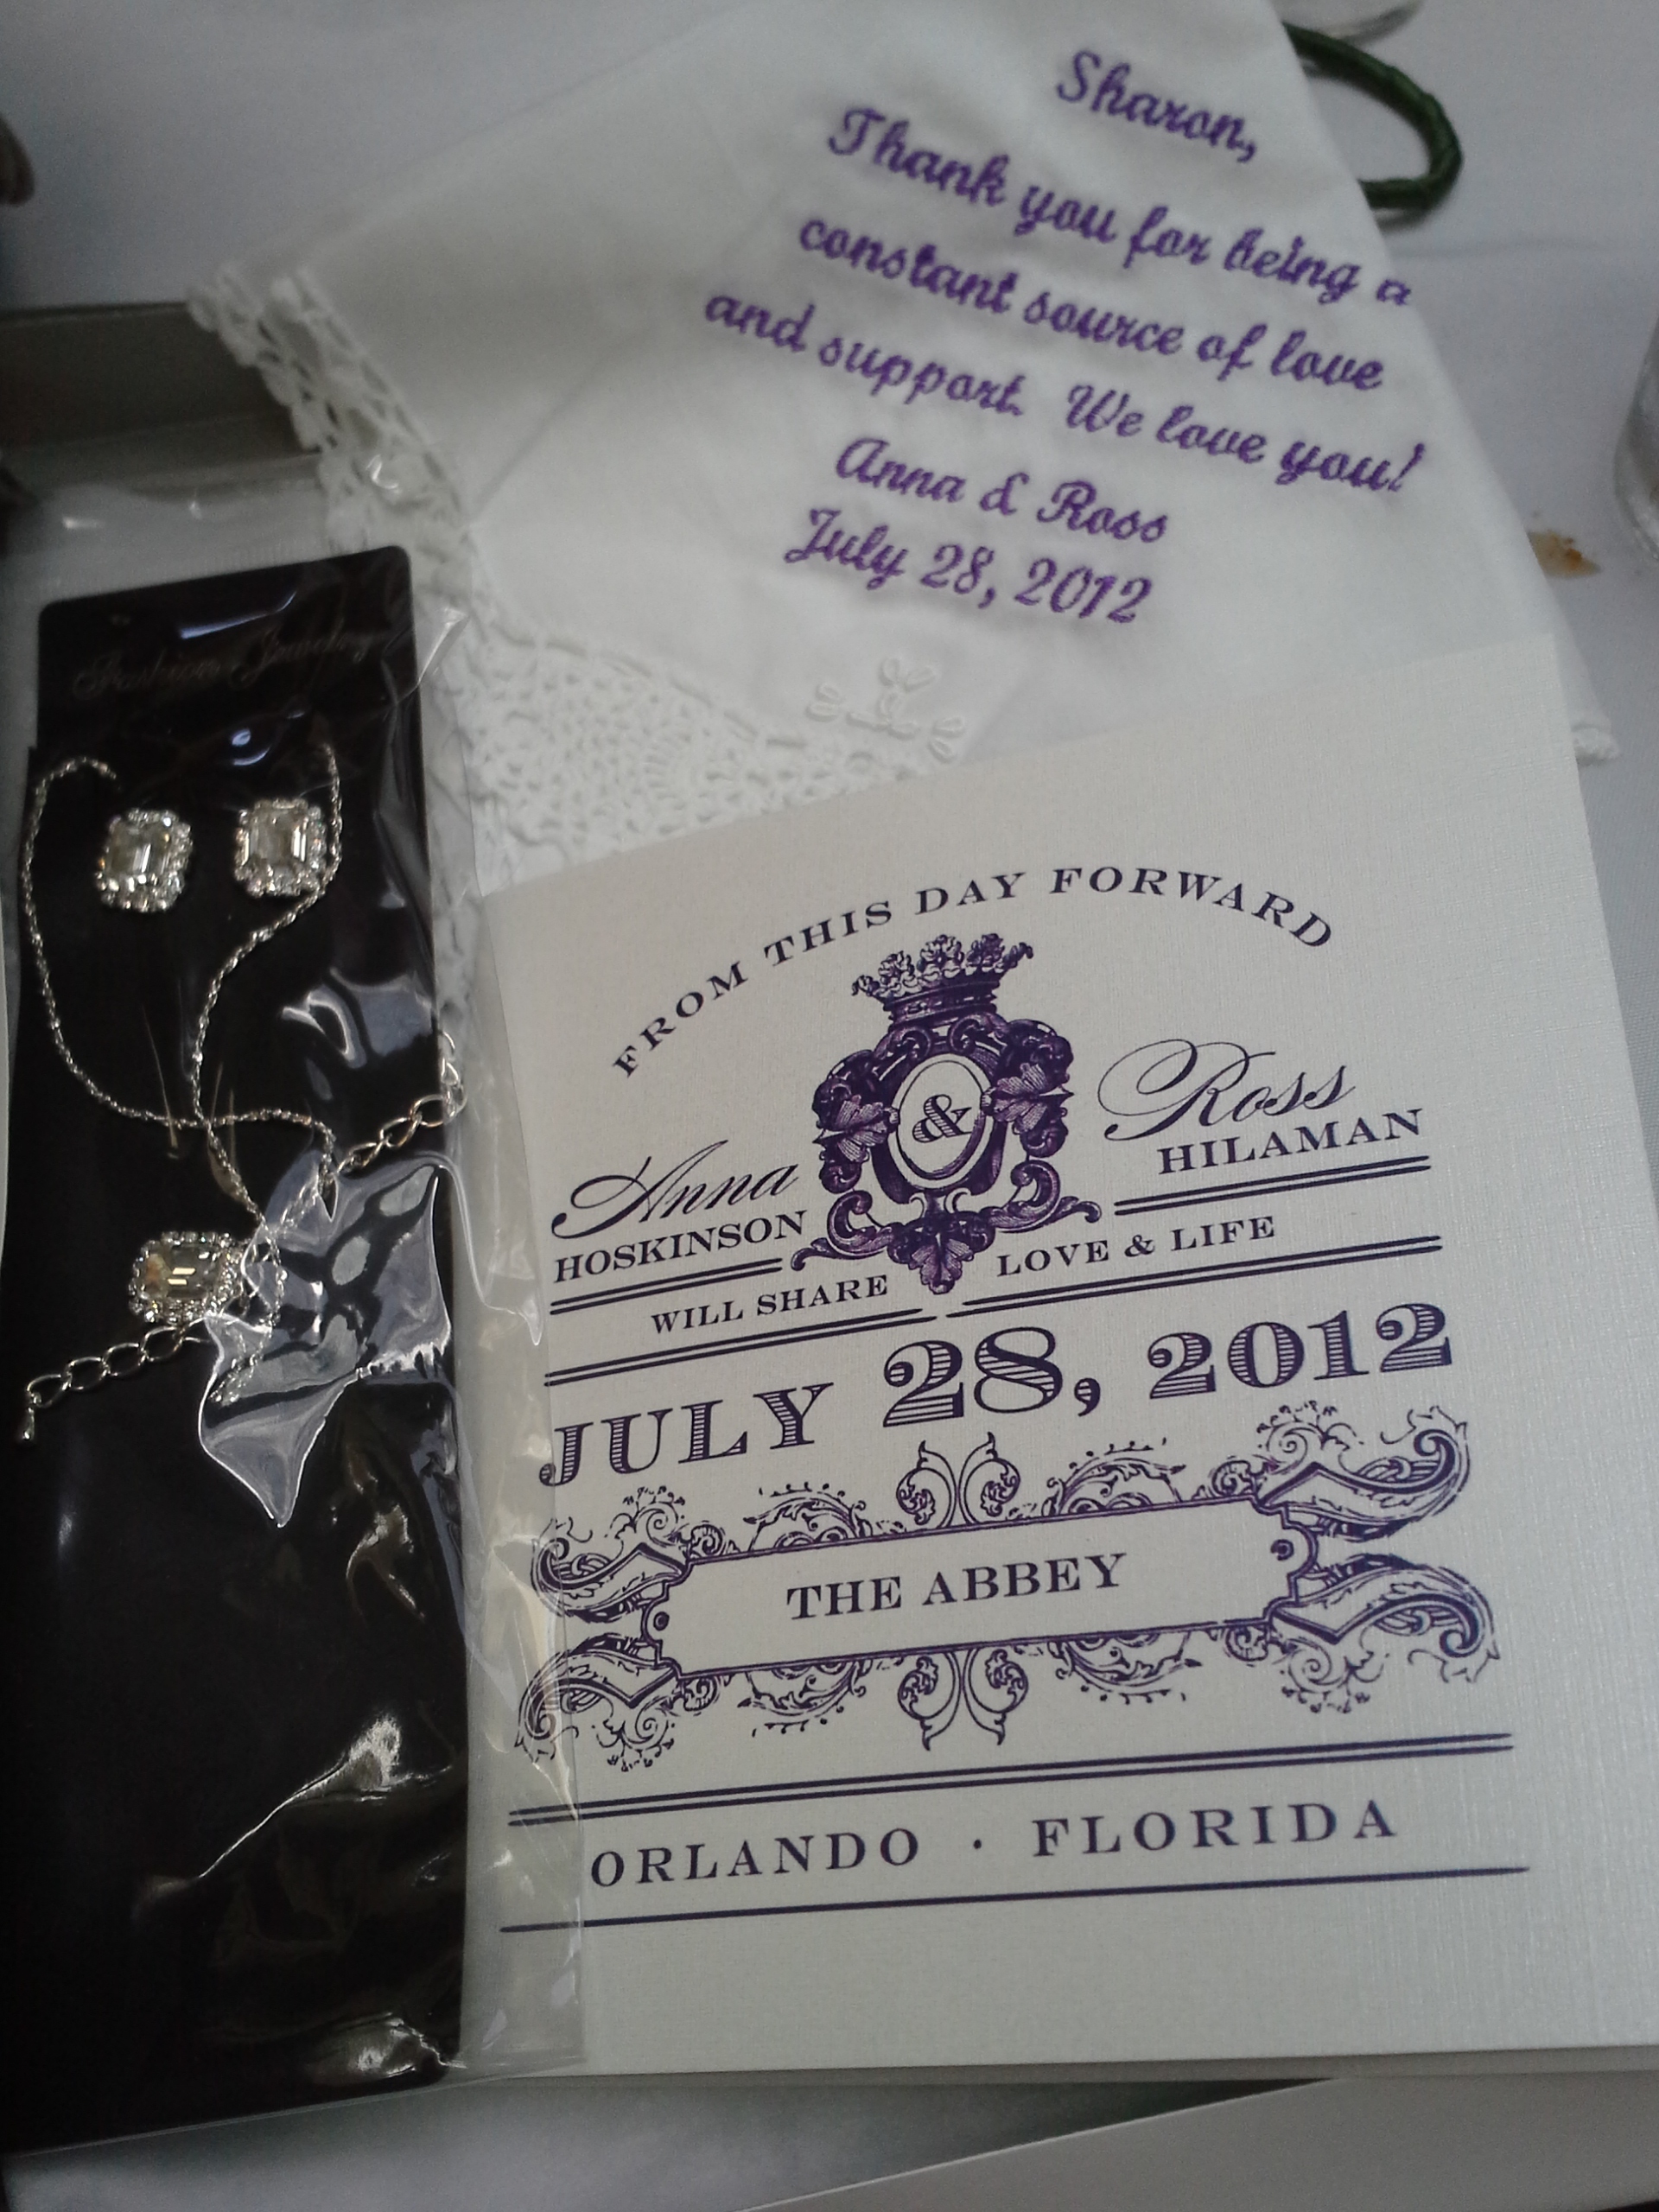 Sharon,
Thank you for being a
constant source of love
and support. We love you!
Anna & Ross
July 28, 2012
Fashion Jewelry
FROM THIS DAY FORWARD
Anna
HOSKINSON
&
Ross
HILAMAN
WILL SHARE
LOVE & LIFE
JULY 28, 2012
THE ABBEY
ORLANDO · FLORIDA